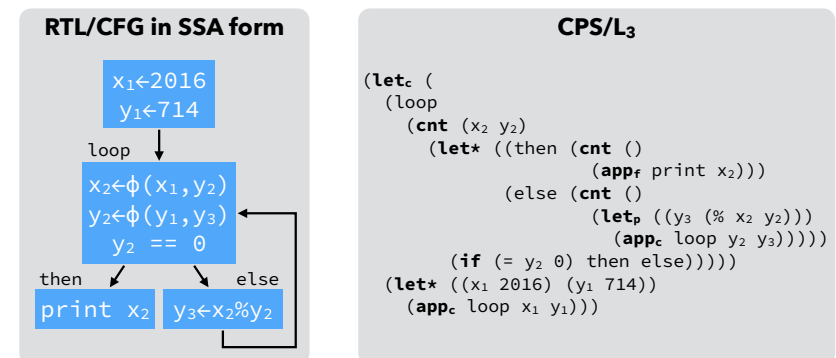 RTL/CFG in SSA form
x₁←2016
y₁←714
loop
x₂←ϕ(x₁,y₂)
y₂←ϕ(y₁,y₃)
y₂ == 0
then
else
print x₂
y₃←x₂%y₂
CPS/L₃
(letc (
(loop
(cnt (x₂ y₂)
(let* ((then (cnt ()
(appf print x₂)))
(else (cnt ()
(letₚ ((y₃ (% x₂ y₂)))
(appc loop y₂ y₃)))))
(if (= y₂ 0) then else)))))
(let* ((x₁ 2016) (y₁ 714))
(appc loop x₁ y₁)))